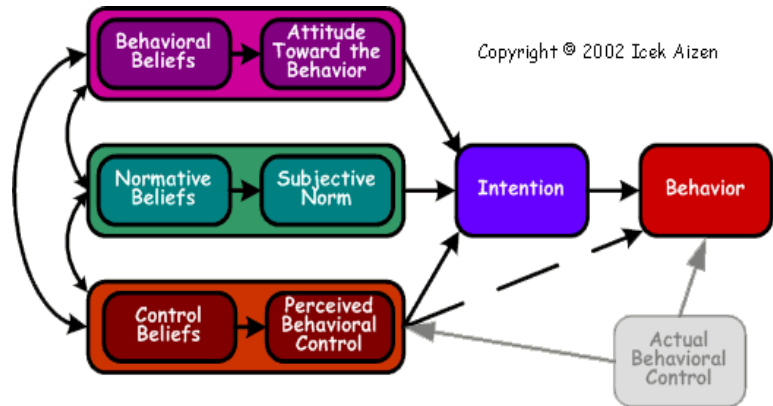 Behavioral
Beliefs
Attitude
Toward the
Behavior
Copyright © 2002 Icek Aizen
Normative
Beliefs
Subjective
Norm
Intention
Behavior
Control
Beliefs
Perceived
Behavioral
Control
Actual
Behavioral
Control